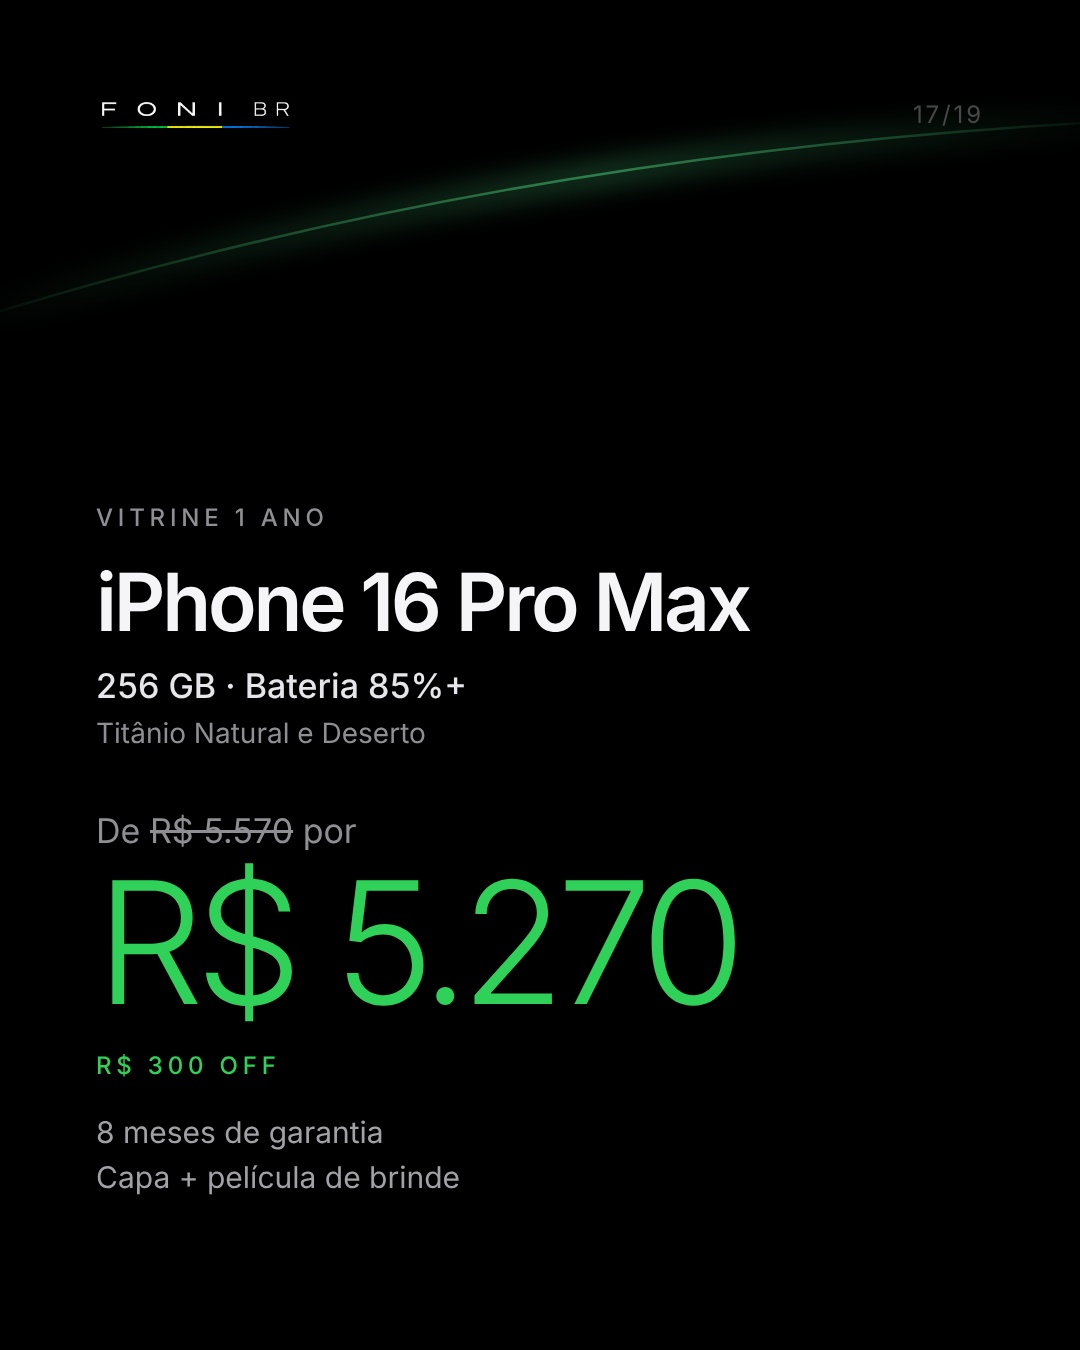 FONI BR
17/19
VITRINE 1 ANO
iPhone 16 Pro Max
256 GB · Bateria 85%+
Titânio Natural e Deserto
De R$ 5.570 por
R$ 5.270
R$ 300 OFF
8 meses de garantia
Capa + película de brinde